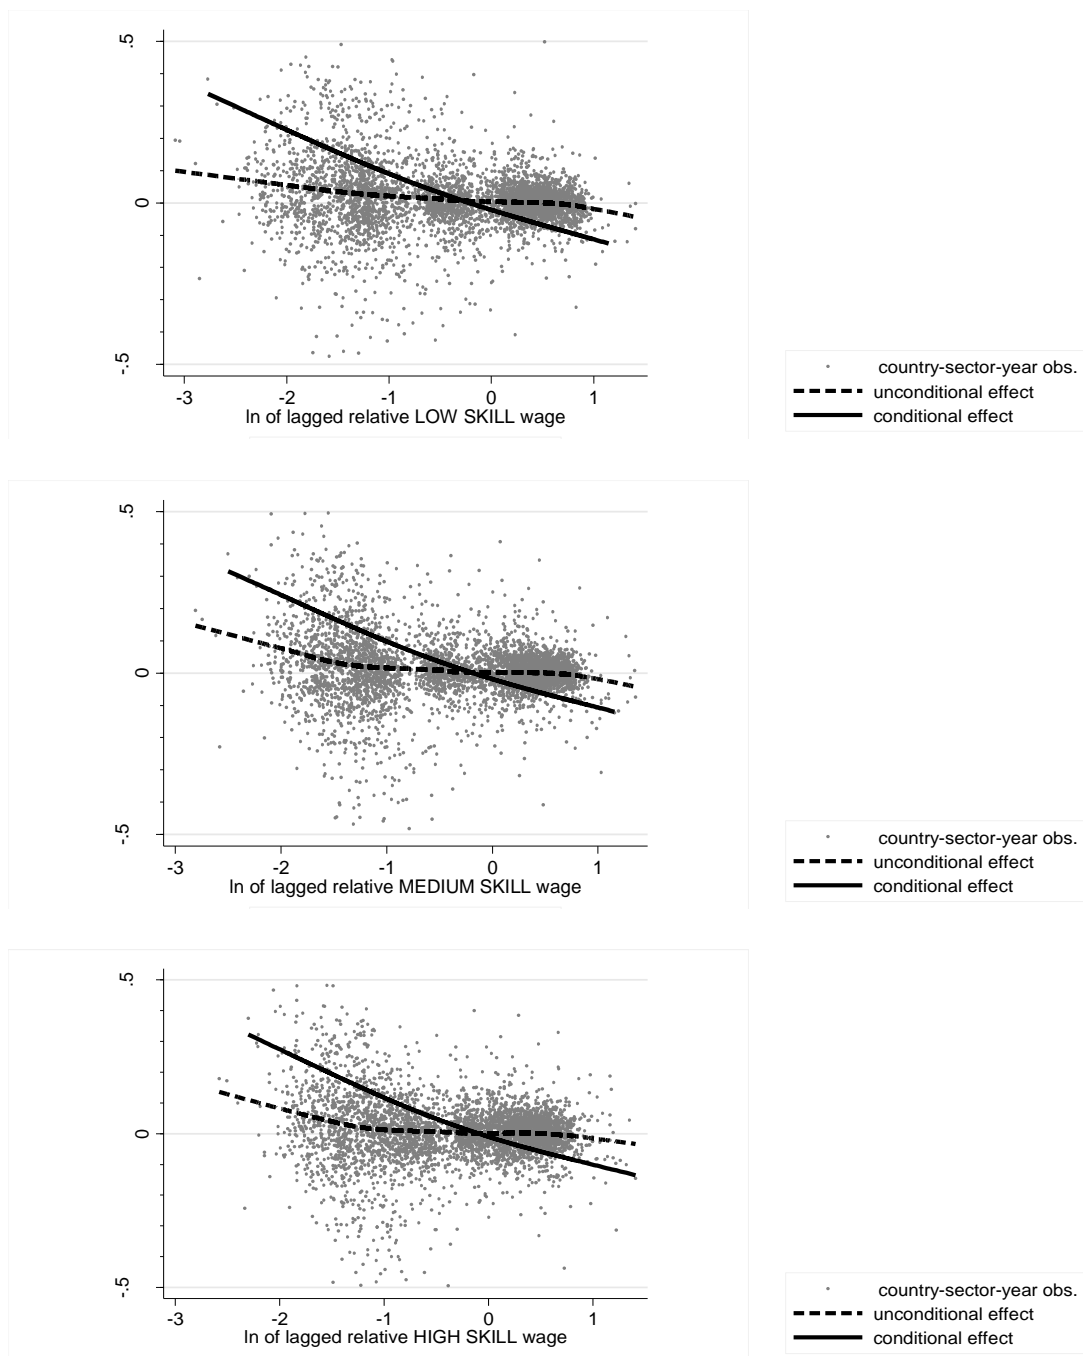 .5
0
-.5
-3 -2 -1 0 1
ln of lagged relative LOW SKILL wage
country-sector-year obs.
unconditional effect
conditional effect
.5
0
-.5
-3 -2 -1 0 1
ln of lagged relative MEDIUM SKILL wage
country-sector-year obs.
unconditional effect
conditional effect
.5
0
-.5
-3 -2 -1 0 1
ln of lagged relative HIGH SKILL wage
country-sector-year obs.
unconditional effect
conditional effect